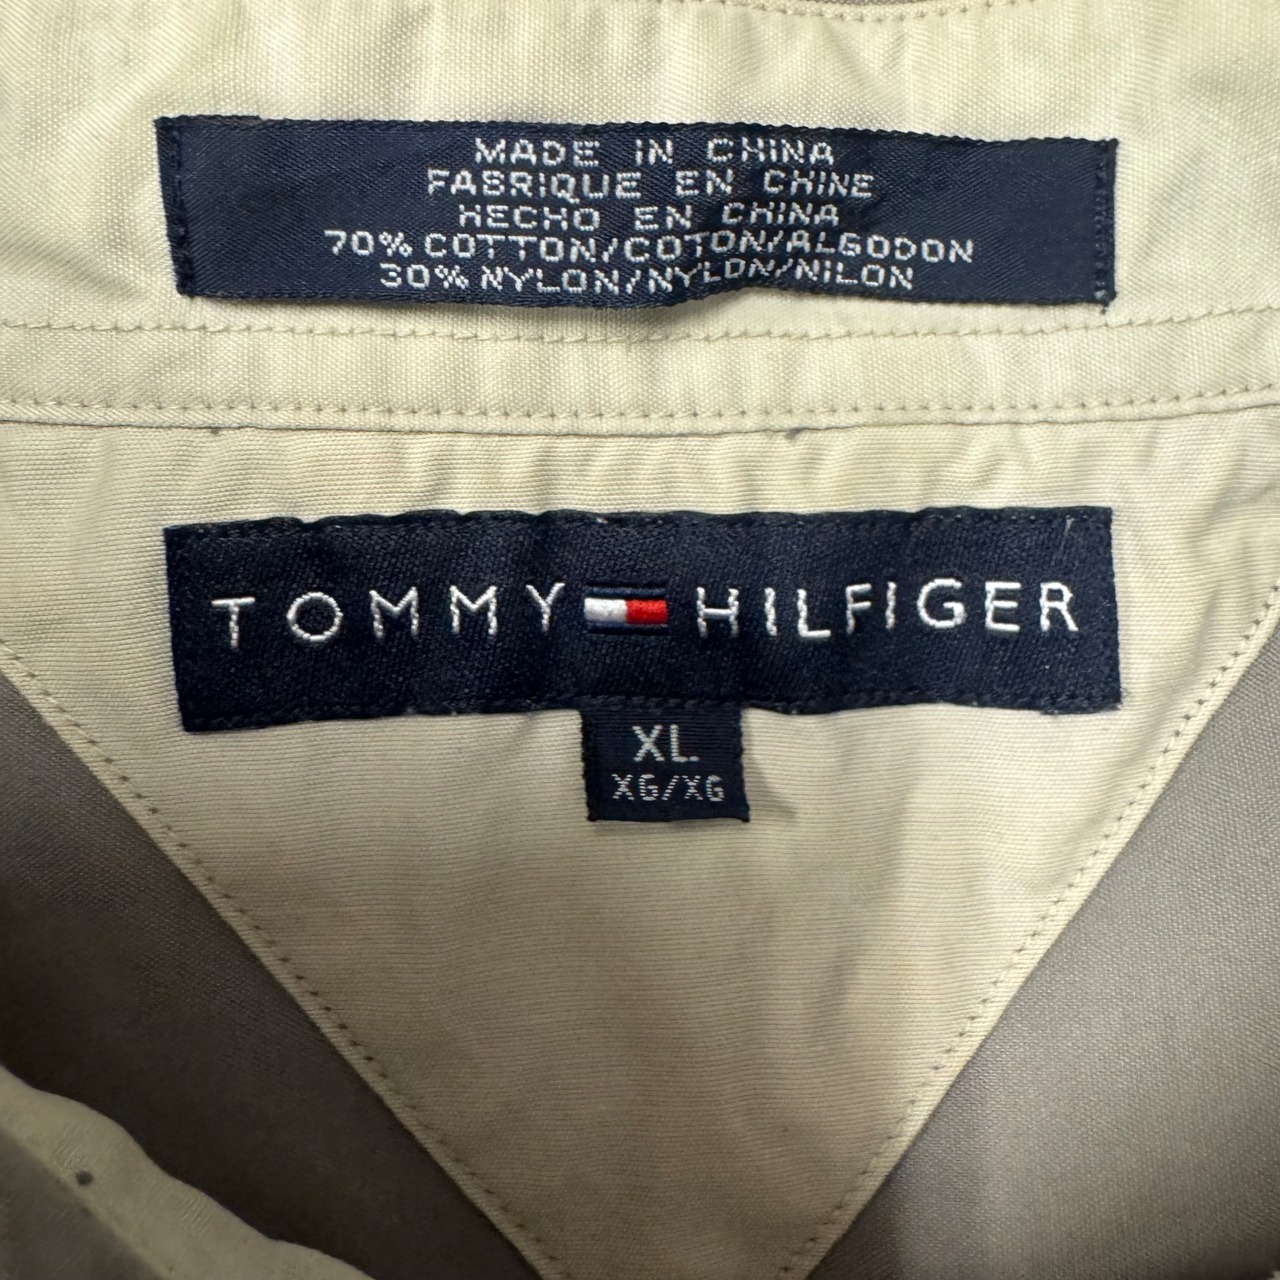 MADE IN CHINA
FABRIQUE EN CHINE
HECHO EN CHINA
70% COTTON/COTON/ALGODON
30% NYLON/NYLON/NILON
TOMMY HILFIGER
XL
XG/XG